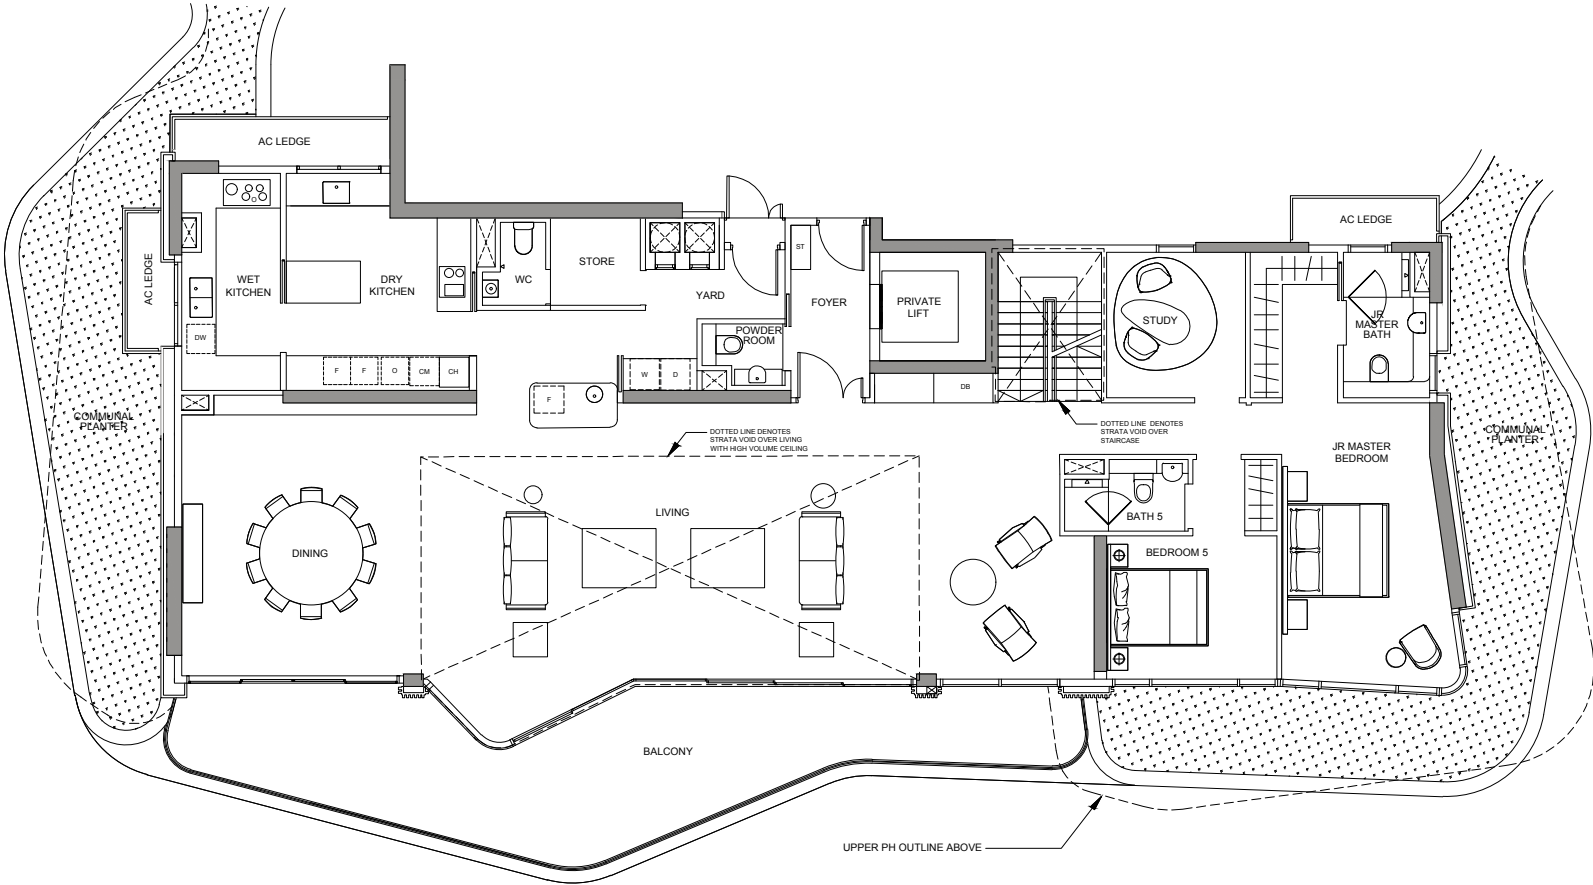 AC LEDGE
AC LEDGE
AC LEDGE
WET
KITCHEN
DRY
KITCHEN
WC
STORE
YARD
ST
FOYER
PRIVATE
LIFT
STUDY
JR
MASTER
BATH
DW
F
F
O
CM
CH
W
D
POWDER
ROOM
DB
F
COMMUNAL
PLANTER
DOTTED LINE DENOTES
STRATA VOID OVER LIVING
WITH HIGH VOLUME CEILING
DOTTED LINE DENOTES
STRATA VOID OVER
STAIRCASE
COMMUNAL
PLANTER
JR MASTER
BEDROOM
LIVING
BATH 5
DINING
BEDROOM 5
BALCONY
UPPER PH OUTLINE ABOVE